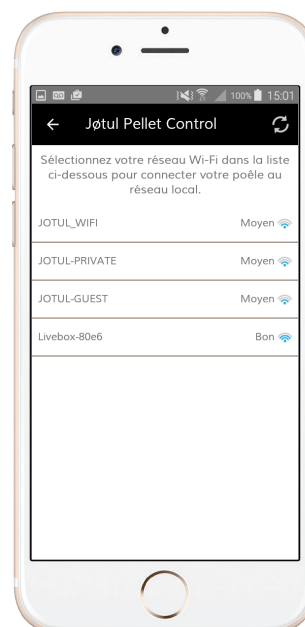 100% 15:01
Jøtul Pellet Control
Sélectionnez votre réseau Wi-Fi dans la liste
ci-dessous pour connecter votre poêle au
réseau local.
JOTUL_WIFI Moyen
JOTUL-PRIVATE Moyen
JOTUL-GUEST Moyen
Livebox-80e6 Bon